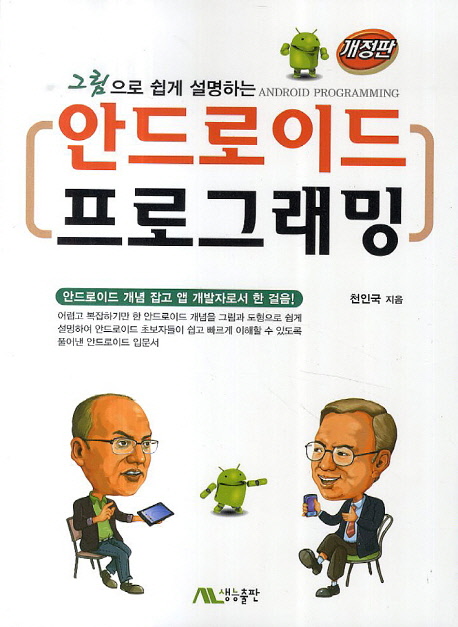 개정판
그림으로 쉽게 설명하는 ANDROID PROGRAMMING
안드로이드
프로그래밍
안드로이드 개념 잡고 앱 개발자로서 한 걸음!
천인국 지음
어렵고 복잡하기만 한 안드로이드 개념을 그림과 도형으로 쉽게
설명하여 안드로이드 초보자들이 쉽고 빠르게 이해할 수 있도록
풀이낸 안드로이드 입문서
생능출판